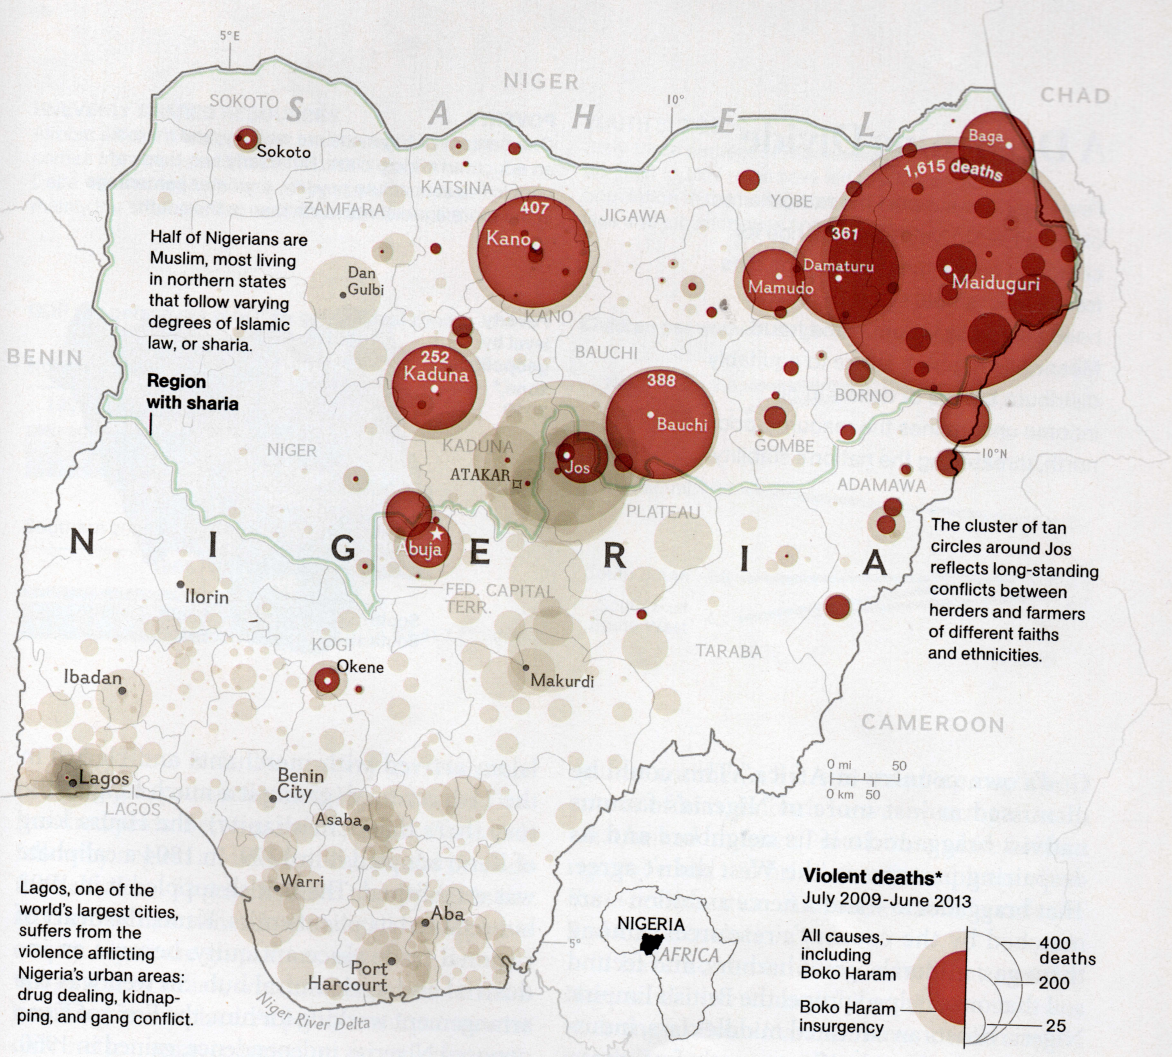 5°E
NIGER
CHAD
SOKOTO
S A H E L
10°
Baga
Sokoto
1,615 deaths
KATSINA
YOBE
ZAMFARA
407
JIGAWA
Kano
361
Half of Nigerians are
Muslim, most living
in northern states
that follow varying
degrees of Islamic
law, or sharia.
Dan
Gulbi
Damaturu
Mamudo
Maiduguri
KANO
BENIN
252
Kaduna
BAUCHI
388
Region
with sharia
BORNO
Bauchi
NIGER
KADUNA
GOMBE
10°N
ATAKAR
Jos
ADAMAWA
PLATEAU
N I G E R I A
Abuja
The cluster of tan
circles around Jos
reflects long-standing
conflicts between
herders and farmers
of different faiths
and ethnicities.
Ilorin
FED. CAPITAL
TERR.
KOGI
Okene
TARABA
Ibadan
Makurdi
CAMEROON
Lagos
LAGOS
Benin
City
0 mi 50
0 km 50
Asaba
Warri
Aba
Port
Harcourt
5°
Niger River Delta
Lagos, one of the
world's largest cities,
suffers from the
violence afflicting
Nigeria's urban areas:
drug dealing, kidnap-
ping, and gang conflict.
NIGERIA
AFRICA
Violent deaths*
July 2009-June 2013
All causes,
including
Boko Haram
Boko Haram
insurgency
400
deaths
200
25